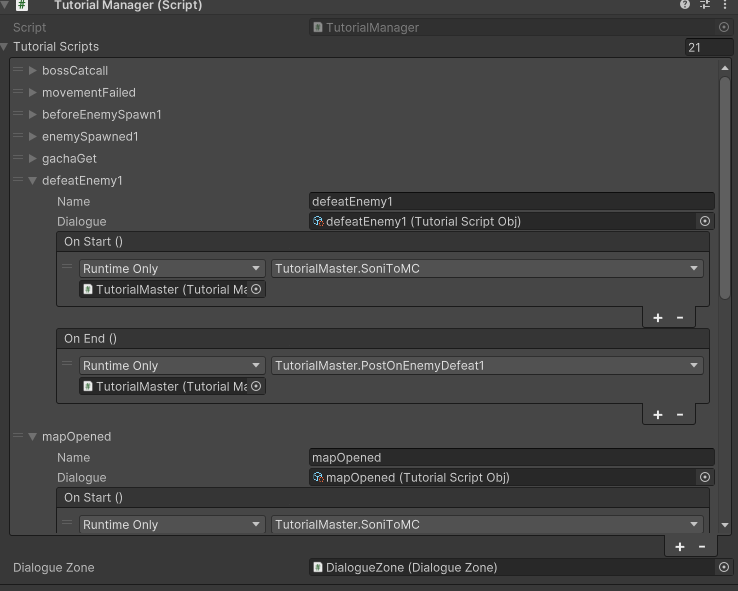 Tutorial Manager (Script)
Script TutorialManager
Tutorial Scripts 21
bossCatcall
movementFailed
beforeEnemySpawn1
enemySpawned1
gachaGet
defeatEnemy1
Name defeatEnemy1
Dialogue defeatEnemy1 (Tutorial Script Obj)
On Start ()
Runtime Only TutorialMaster.SoniToMC
TutorialMaster (Tutorial Ma
On End ()
Runtime Only TutorialMaster.PostOnEnemyDefeat1
TutorialMaster (Tutorial Ma
mapOpened
Name mapOpened
Dialogue mapOpened (Tutorial Script Obj)
On Start ()
Runtime Only TutorialMaster.SoniToMC
Dialogue Zone DialogueZone (Dialogue Zone)